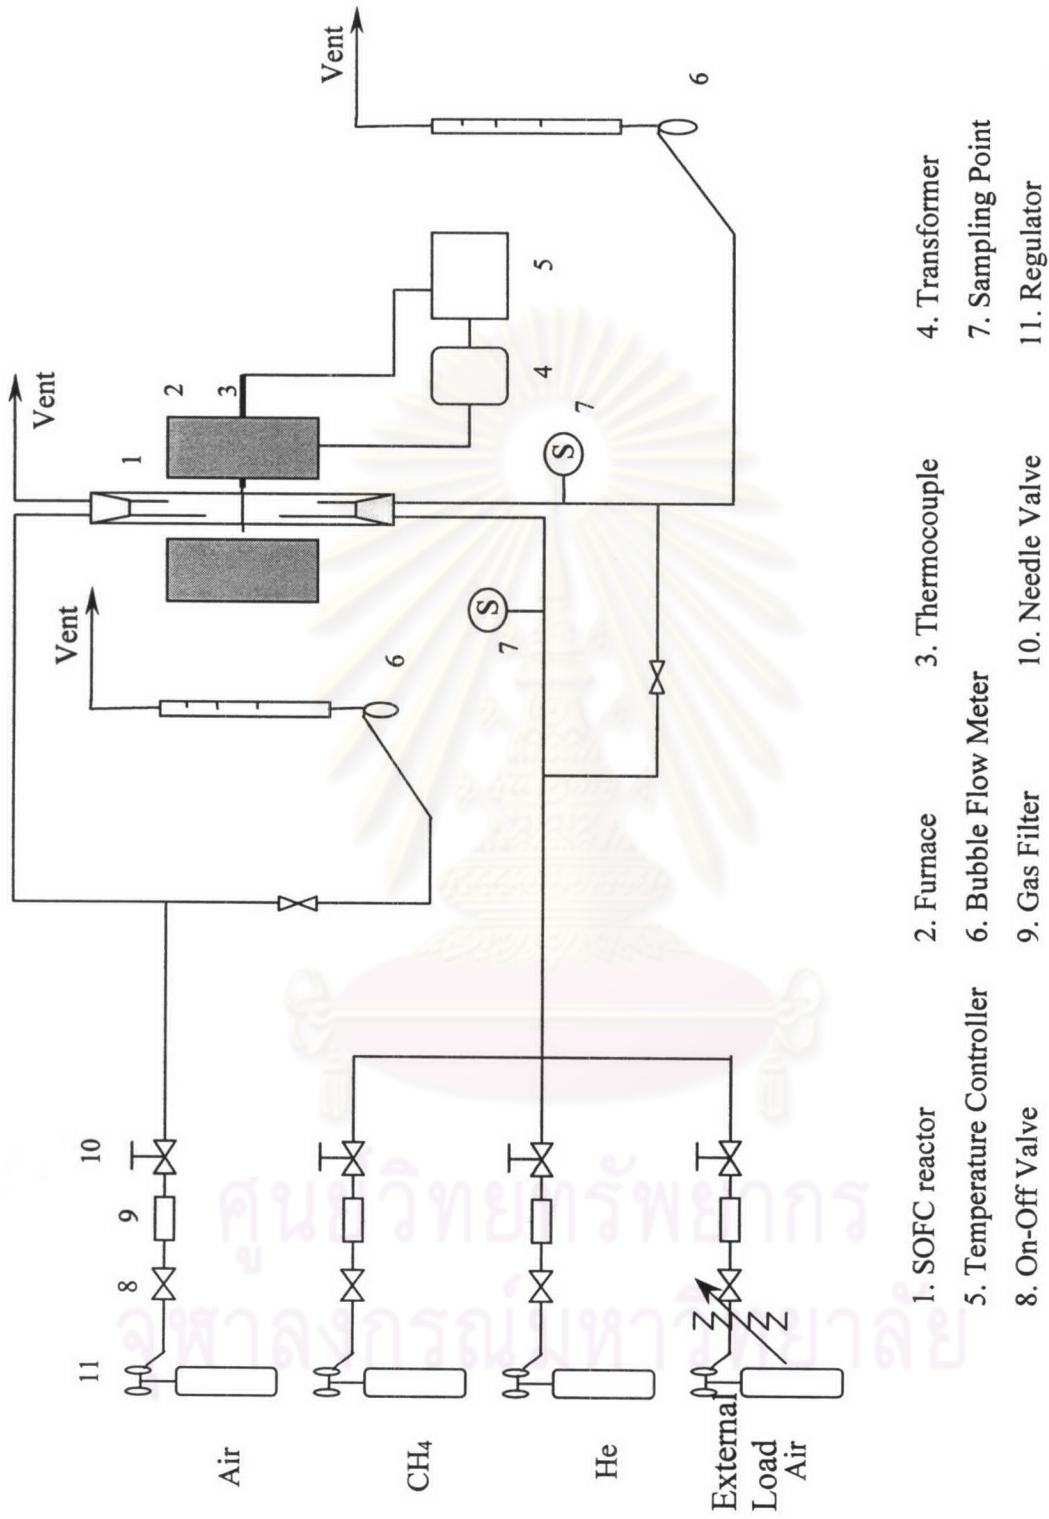 Vent
Vent
Vent
1
2
3
4
5
6
6
7
S
7
S
10
9
8
11
Air
CH4
He
External
Load
Air
1. SOFC reactor 2. Furnace 3. Thermocouple 4. Transformer
5. Temperature Controller 6. Bubble Flow Meter 7. Sampling Point
8. On-Off Valve 9. Gas Filter 10. Needle Valve 11. Regulator
ศูนย์วิทยทรัพยากร
จุฬาลงกรณ์มหาวิทยาลัย